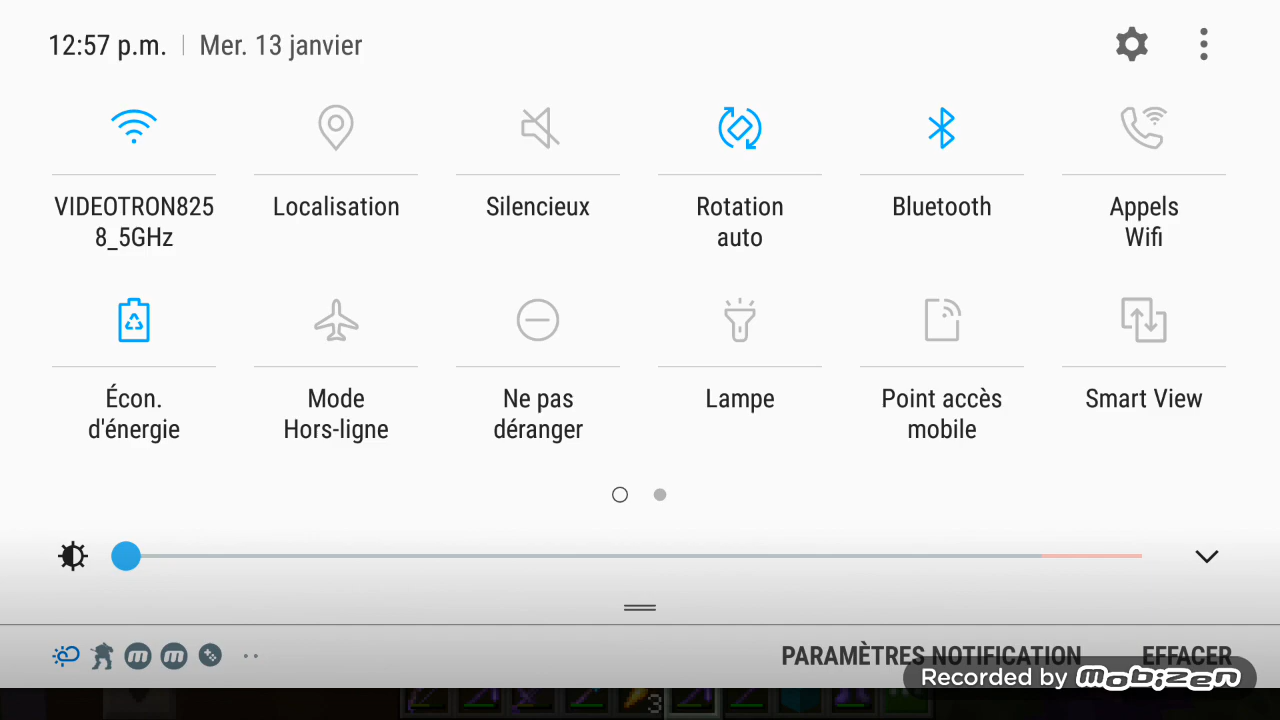 12:57 p.m. | Mer. 13 janvier
VIDEOTRON825
8_5GHz
Localisation
Silencieux
Rotation
auto
Bluetooth
Appels
Wifi
Écon.
d'énergie
Mode
Hors-ligne
Ne pas
déranger
Lampe
Point accès
mobile
Smart View
PARAMÈTRES NOTIFICATION
EFFACER
Recorded by mobizen
3